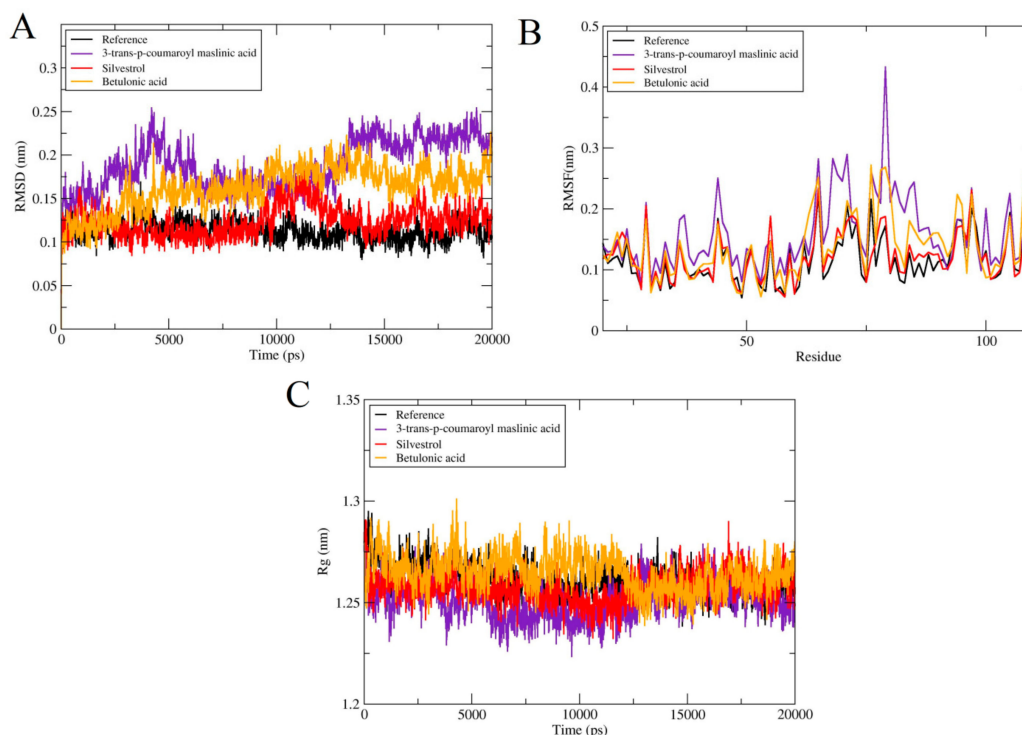 A
Reference
3-trans-p-coumaroyl maslinic acid
Silvestrol
Betulonic acid
RMSD (nm)
0.3
0.25
0.2
0.15
0.1
0.05
0
0 5000 10000 15000 20000
Time (ps)
B
Reference
3-trans-p-coumaroyl maslinic acid
Silvestrol
Betulonic acid
RMSF(nm)
0.5
0.4
0.3
0.2
0.1
0
50 100
Residue
C
Reference
3-trans-p-coumaroyl maslinic acid
Silvestrol
Betulonic acid
Rg (nm)
1.35
1.3
1.25
1.2
0 5000 10000 15000 20000
Time (ps)